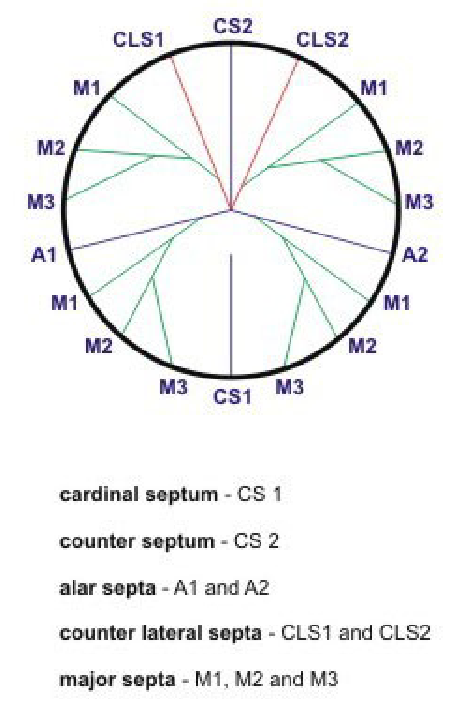 CS2
CLS1 CLS2
M1 M1
M2 M2
M3 M3
A1 A2
M1 M1
M2 M2
M3 M3
CS1
cardinal septum - CS 1
counter septum - CS 2
alar septa - A1 and A2
counter lateral septa - CLS1 and CLS2
major septa - M1, M2 and M3